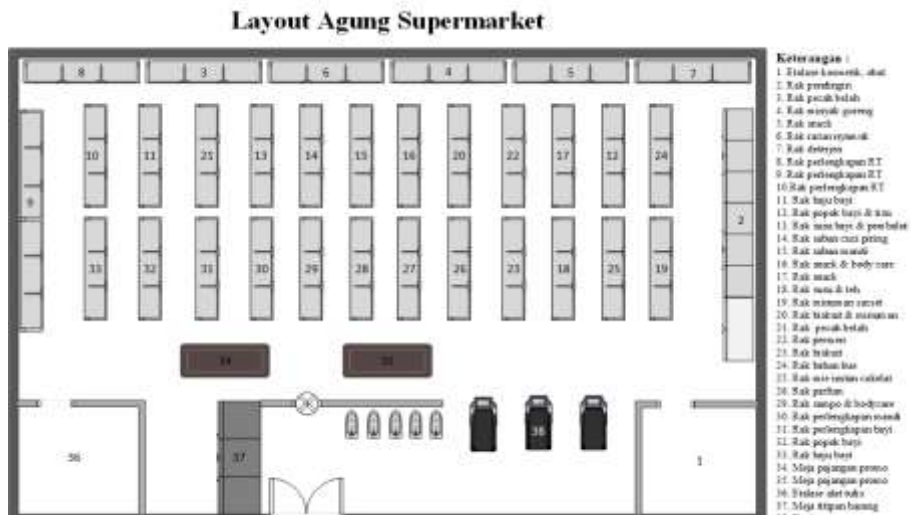 Layout Agung Supermarket
8 3 6 4 5 7
10 11 21 13 14 15 16 20 22 17 12 24
9
2
33 32 31 30 29 28 27 26 23 18 25 19
34 35
36 37 38 1
Keterangan :
1. Etalase kosmetik, obat
2. Rak pendingin
3. Rak pecah belah
4. Rak minyak goreng
5. Rak snack
6. Rak
7. Rak deterjen
8. Rak perlengkapan RT
9. Rak perlengkapan RT
10. Rak perlengkapan RT
11. Rak baju bayi
12. Rak popok bayi & tisu
13. Rak susu bayi & pembalut
14. Rak sabun cuci piring
15. Rak sabun mandi
16. Rak snack & body care
17. Rak snack
18. Rak susu & teh
19. Rak minuman sachet
20. Rak biskuit & minuman
21. Rak pecah belah
22. Rak permen
23. Rak biskuit
24. Rak bahan kue
25. Rak mie instan cokelat
28. Rak parfum
29. Rak sampo & bodycare
30. Rak perlengkapan mandi
31. Rak perlengkapan bayi
32. Rak popok bayi
33. Rak baju bayi
34. Meja pajangan promo
35. Meja pajangan promo
36. Etalase alat tulis
37. Meja titipan barang